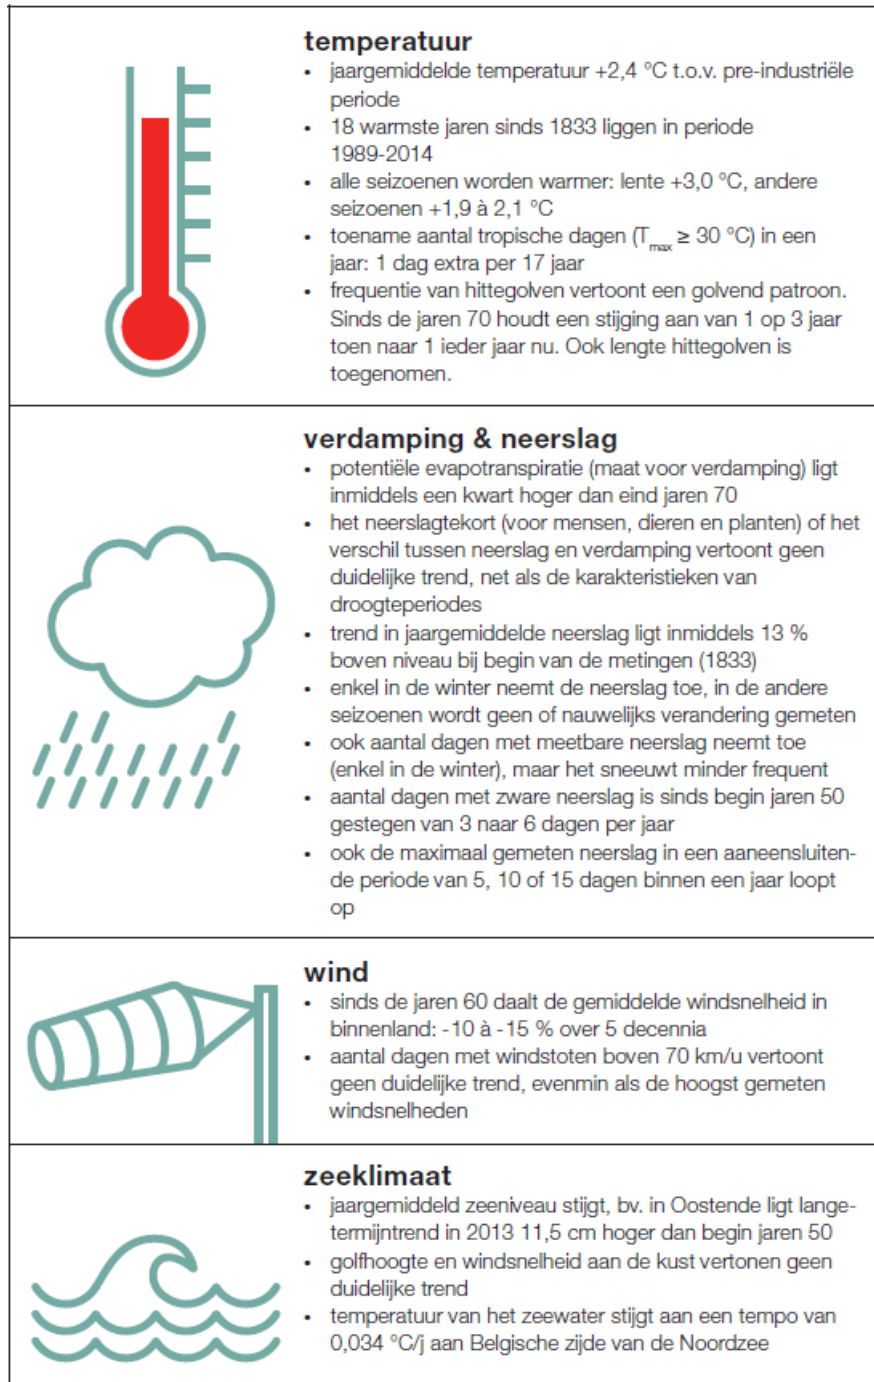 temperatuur
• jaargemiddelde temperatuur +2,4 ºC t.o.v. pre-industriële
periode
• 18 warmste jaren sinds 1833 liggen in periode
1989-2014
• alle seizoenen worden warmer: lente +3,0 ºC, andere
seizoenen +1,9 à 2,1 ºC
• toename aantal tropische dagen (Tmax ≥ 30 ºC) in een
jaar: 1 dag extra per 17 jaar
• frequentie van hittegolven vertoont een golvend patroon.
Sinds de jaren 70 houdt een stijging aan van 1 op 3 jaar
toen naar 1 ieder jaar nu. Ook lengte hittegolven is
toegenomen.
verdamping & neerslag
• potentiële evapotranspiratie (maat voor verdamping) ligt
inmiddels een kwart hoger dan eind jaren 70
• het neerslagtekort (voor mensen, dieren en planten) of het
verschil tussen neerslag en verdamping vertoont geen
duidelijke trend, net als de karakteristieken van
droogteperiodes
• trend in jaargemiddelde neerslag ligt inmiddels 13 %
boven niveau bij begin van de metingen (1833)
• enkel in de winter neemt de neerslag toe, in de andere
seizoenen wordt geen of nauwelijks verandering gemeten
• ook aantal dagen met meetbare neerslag neemt toe
(enkel in de winter), maar het sneeuwt minder frequent
• aantal dagen met zware neerslag is sinds begin jaren 50
gestegen van 3 naar 6 dagen per jaar
• ook de maximaal gemeten neerslag in een aaneensluiten-
de periode van 5, 10 of 15 dagen binnen een jaar loopt
op
wind
• sinds de jaren 60 daalt de gemiddelde windsnelheid in
binnenland: -10 à -15 % over 5 decennia
• aantal dagen met windstoten boven 70 km/u vertoont
geen duidelijke trend, evenmin als de hoogst gemeten
windsnelheden
zeeklimaat
• jaargemiddeld zeeniveau stijgt, bv. in Oostende ligt lange-
termijntrend in 2013 11,5 cm hoger dan begin jaren 50
• golfhoogte en windsnelheid aan de kust vertonen geen
duidelijke trend
• temperatuur van het zeewater stijgt aan een tempo van
0,034 ºC/j aan Belgische zijde van de Noordzee